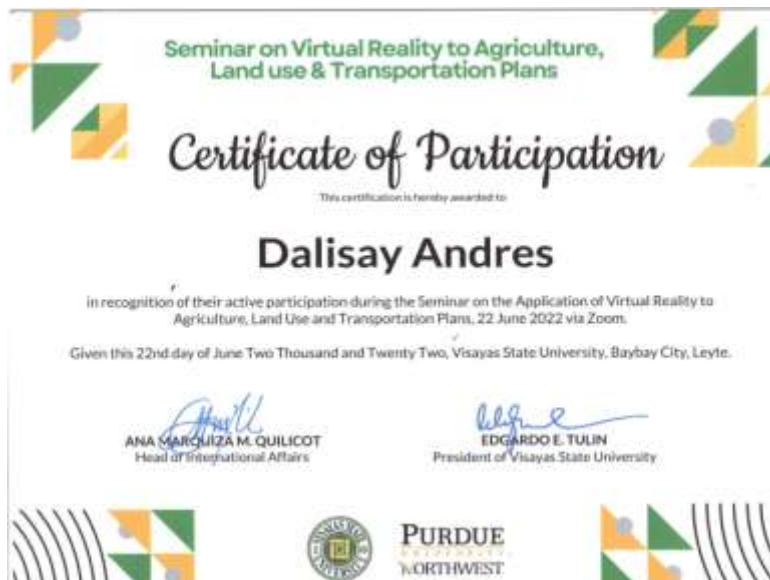 Seminar on Virtual Reality to Agriculture,
Land use & Transportation Plans
Certificate of Participation
This certification is hereby awarded to
Dalisay Andres
in recognition of their active participation during the Seminar on the Application of Virtual Reality to
Agriculture, Land Use and Transportation Plans, 22 June 2022 via Zoom.
Given this 22nd day of June Two Thousand and Twenty Two, Visayas State University, Baybay City, Leyte.
ANA MARQUIZA M. QUILICOT
Head of International Affairs
EDGARDO E. TULIN
President of Visayas State University
VISAYAS STATE UNIVERSITY
PURDUE
UNIVERSITY
NORTHWEST